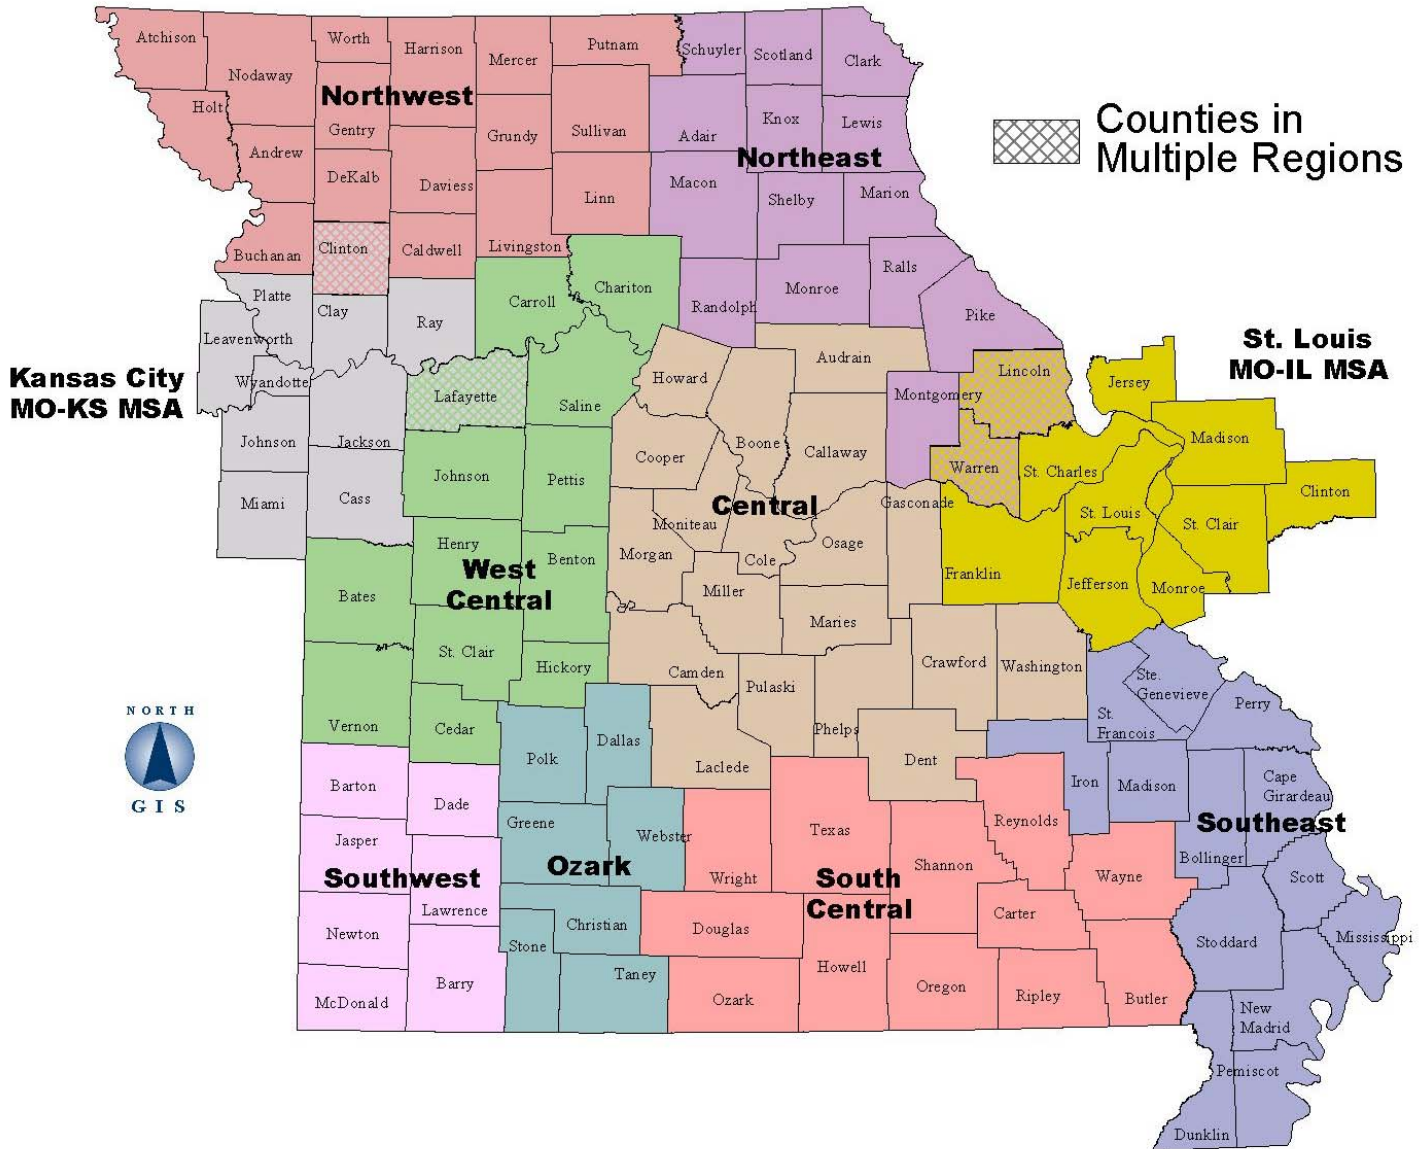 Atchison
Nodaway
Worth
Harrison
Mercer
Putnam
Schuyler
Scotland
Clark
Holt
Northwest
Gentry
Grundy
Sullivan
Adair
Knox
Lewis
Counties in
Multiple Regions
Andrew
DeKalb
Daviess
Linn
Northeast
Macon
Shelby
Marion
Buchanan
Clinton
Caldwell
Livingston
Platte
Clay
Ray
Carroll
Chariton
Randolph
Monroe
Ralls
Pike
Leavenworth
Wyandotte
Kansas City
MO-KS MSA
Lafayette
Saline
Howard
Audrain
Montgomery
Lincoln
Jersey
St. Louis
MO-IL MSA
Johnson
Jackson
Cooper
Boone
Callaway
Warren
St. Charles
Madison
Miami
Cass
Johnson
Pettis
Central
Moniteau
Gasconade
St. Louis
St. Clair
Clinton
Henry
Benton
Morgan
Cole
Osage
Franklin
Jefferson
Monroe
West
Central
Bates
Miller
Maries
St. Clair
Hickory
Camden
Pulaski
Crawford
Washington
Ste.
Genevieve
Perry
NORTH
GIS
Vernon
Cedar
Polk
Dallas
Laclede
Phelps
Dent
St.
Francois
Barton
Dade
Greene
Webster
Texas
Reynolds
Iron
Madison
Cape
Girardeau
Southeast
Jasper
Southwest
Lawrence
Ozark
Wright
South
Central
Shannon
Wayne
Bollinger
Scott
Newton
Christian
Douglas
Carter
Stoddard
Mississippi
McDonald
Barry
Stone
Taney
Ozark
Howell
Oregon
Ripley
Butler
New
Madrid
Pemiscot
Dunklin